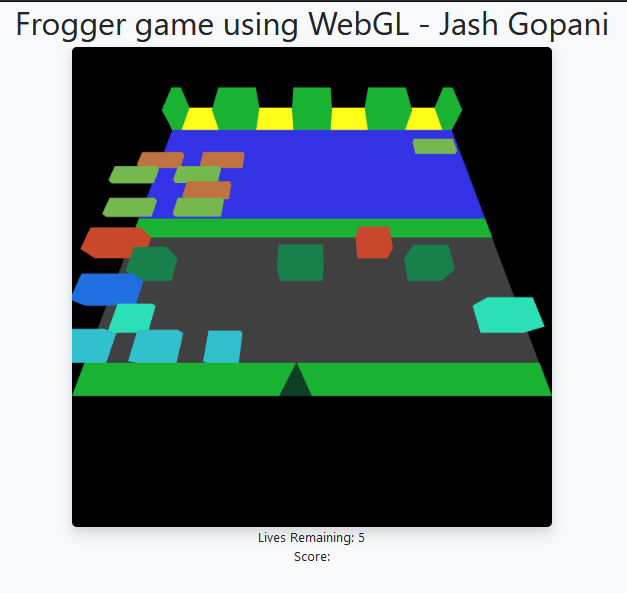 Frogger game using WebGL - Jash Gopani
Lives Remaining: 5
Score: